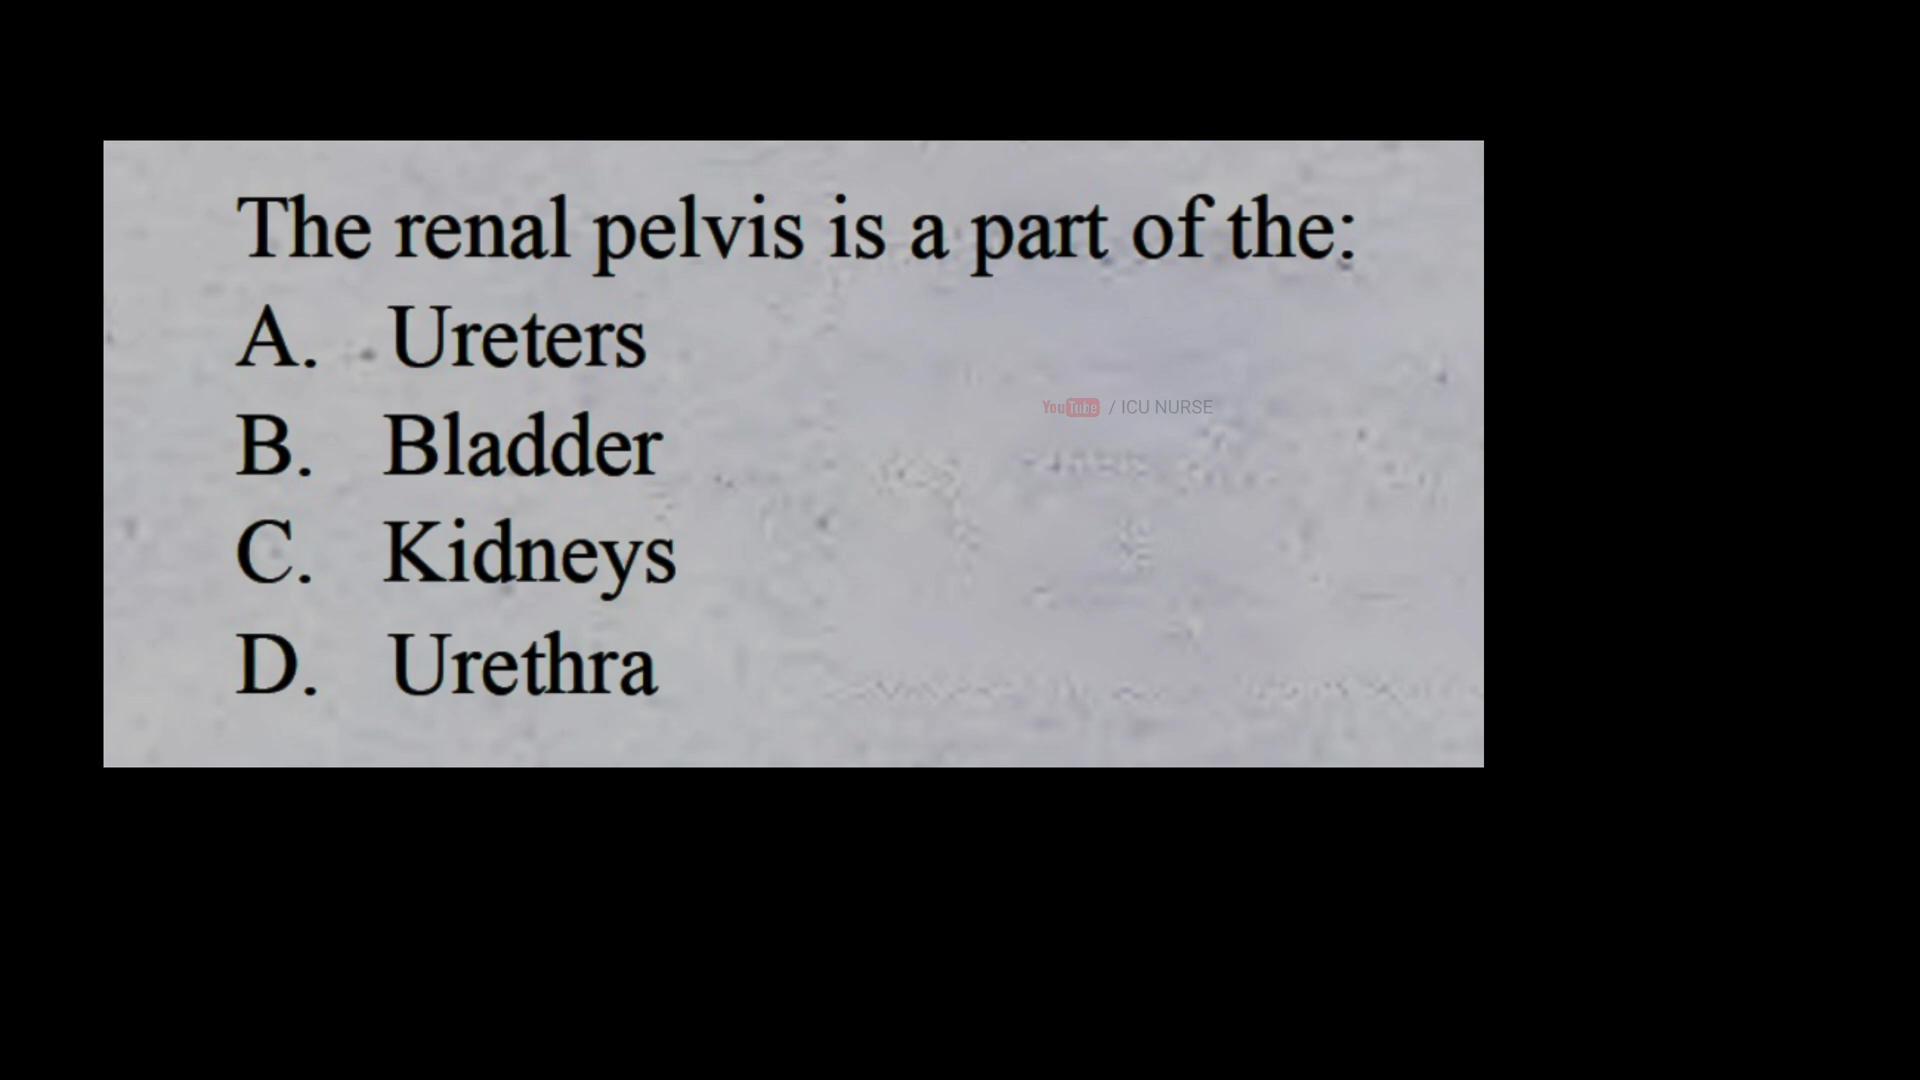 The renal pelvis is a part of the:
A. Ureters
B. Bladder
YouTube / ICU NURSE
C. Kidneys
D. Urethra